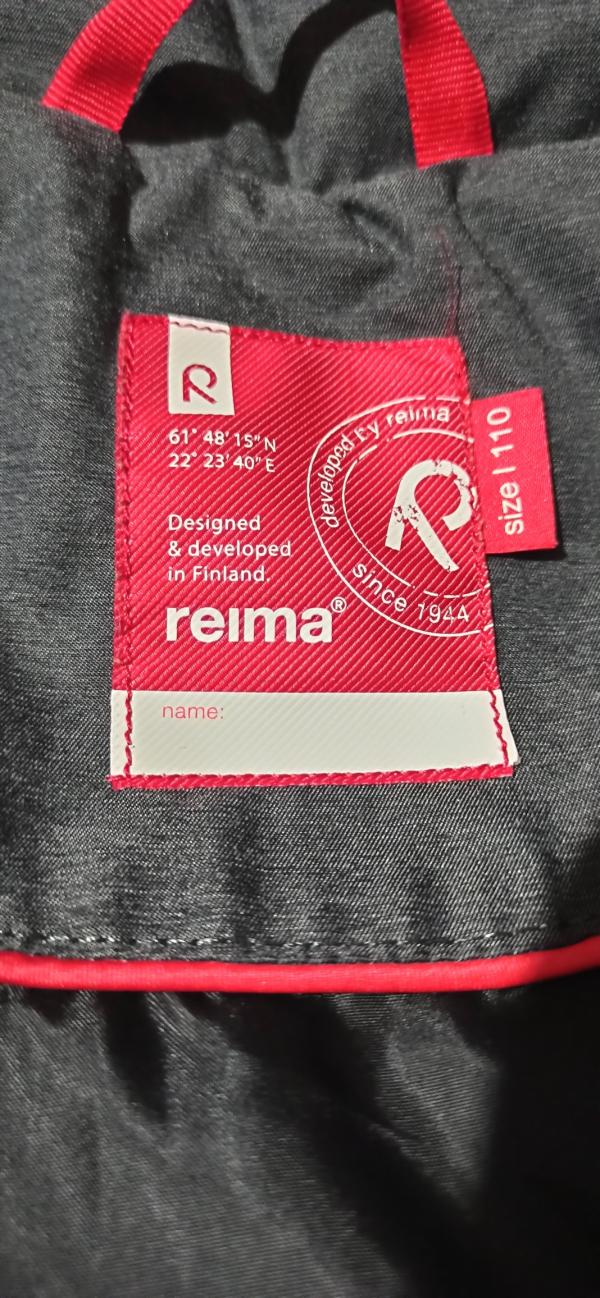 R
61° 48' 15" N
22° 23' 40" E
developed by reima
R
since 1944
Designed
& developed
in Finland.
reima®
name:
size | 110